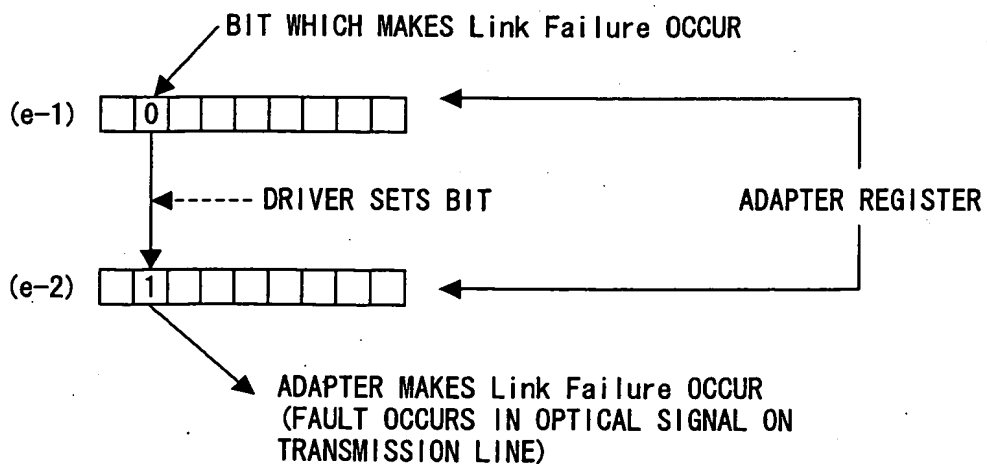 BIT WHICH MAKES Link Failure OCCUR
(e-1)
0
DRIVER SETS BIT
ADAPTER REGISTER
(e-2)
1
ADAPTER MAKES Link Failure OCCUR
(FAULT OCCURS IN OPTICAL SIGNAL ON
TRANSMISSION LINE)